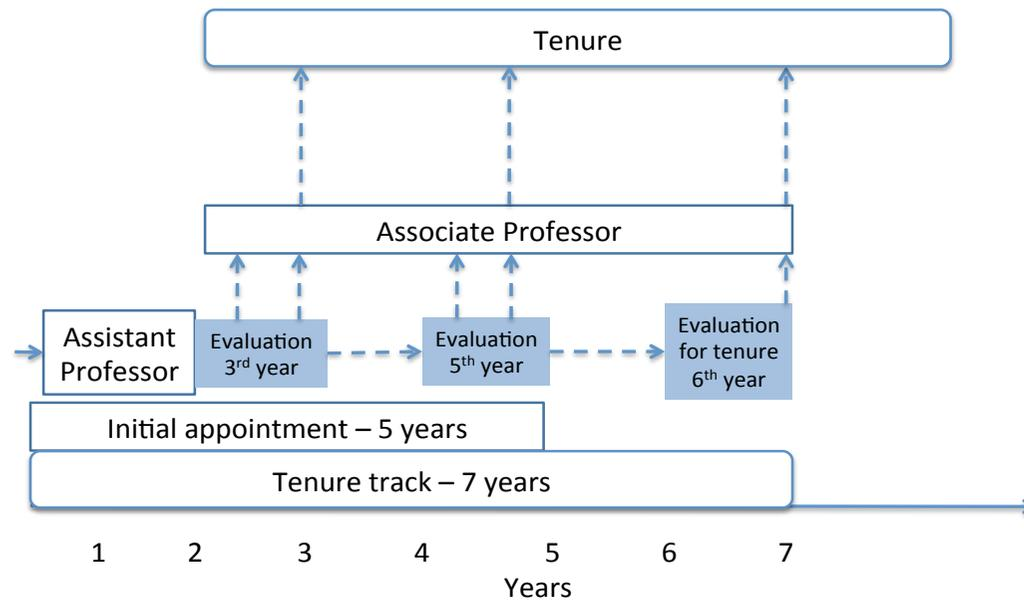 Tenure
Associate Professor
Assistant
Professor
Evaluation
3rd year
Evaluation
5th year
Evaluation
for tenure
6th year
Initial appointment – 5 years
Tenure track – 7 years
1 2 3 4 5 6 7
Years